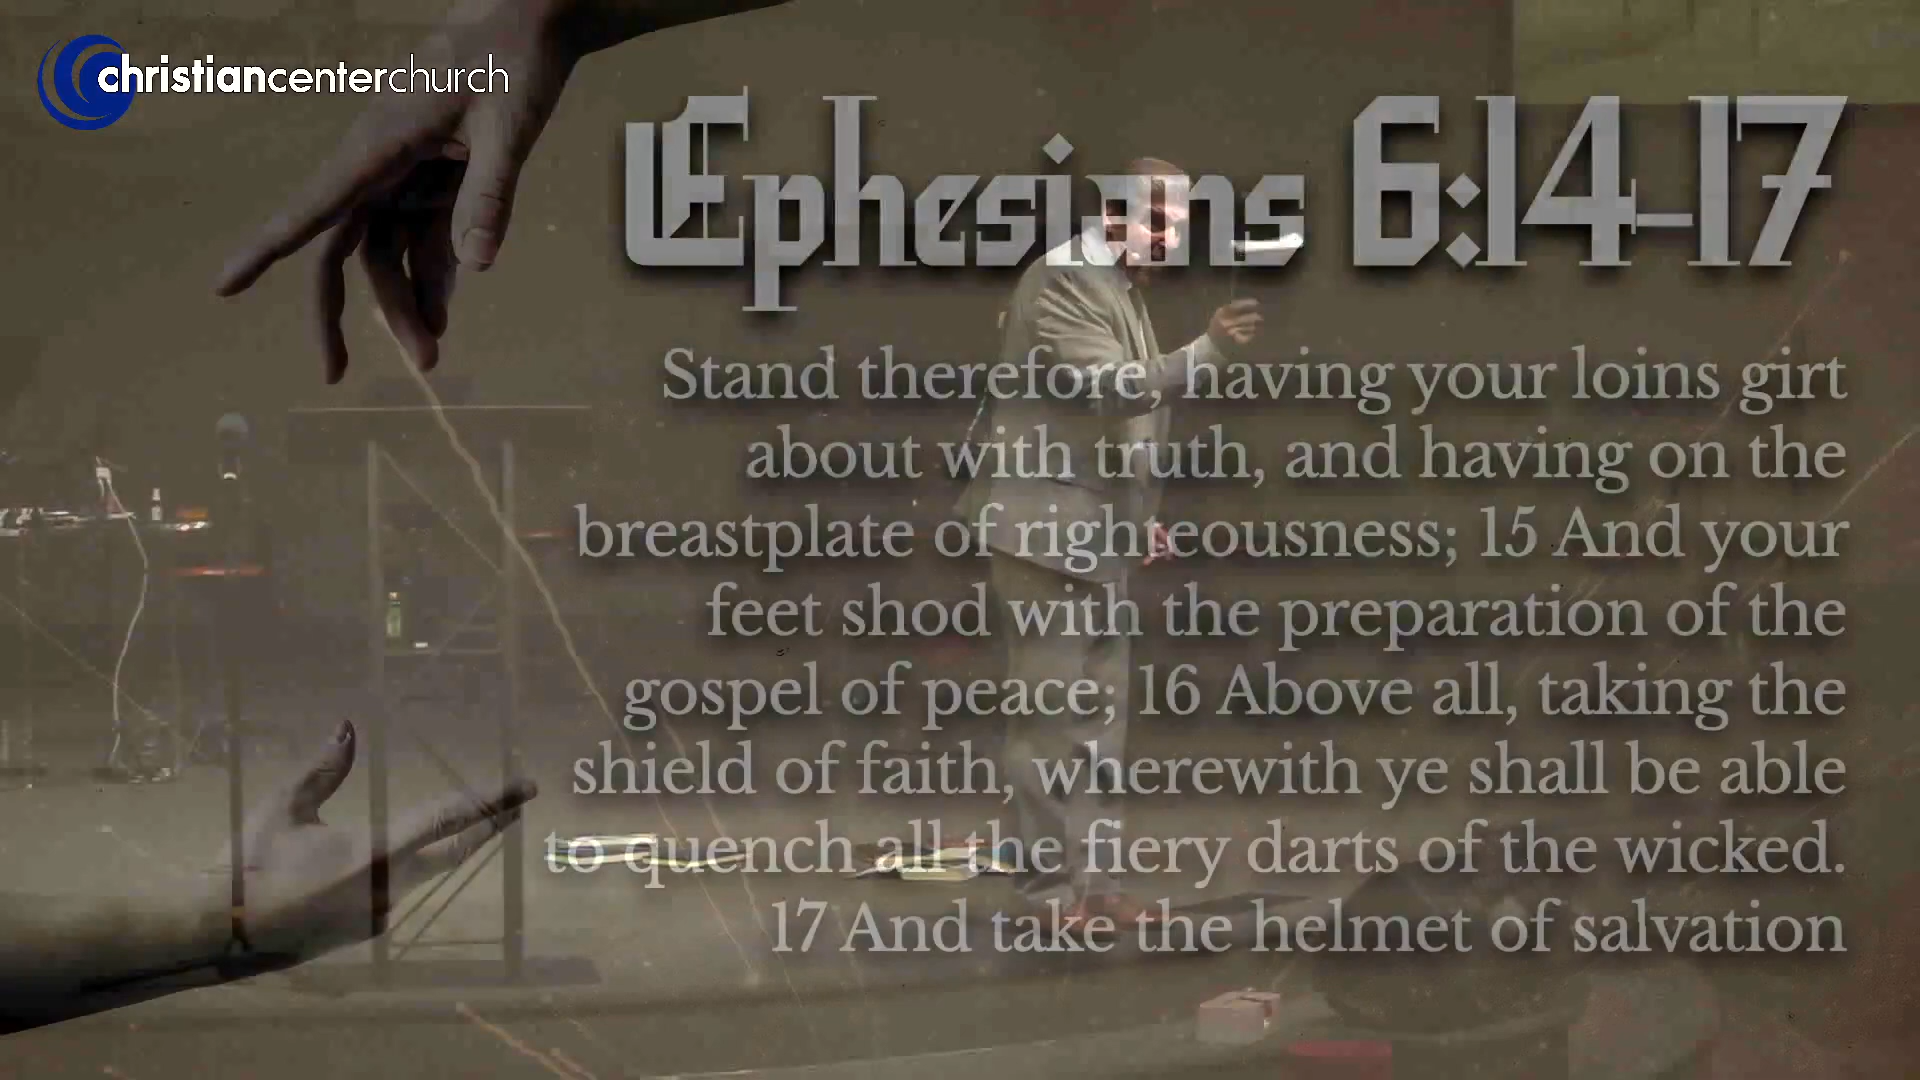 christiancenterchurch
Ephesians 6:14-17
Stand therefore, having your loins girt
about with truth, and having on the
breastplate of righteousness; 15 And your
feet shod with the preparation of the
gospel of peace; 16 Above all, taking the
shield of faith, wherewith ye shall be able
to quench all the fiery darts of the wicked.
17 And take the helmet of salvation